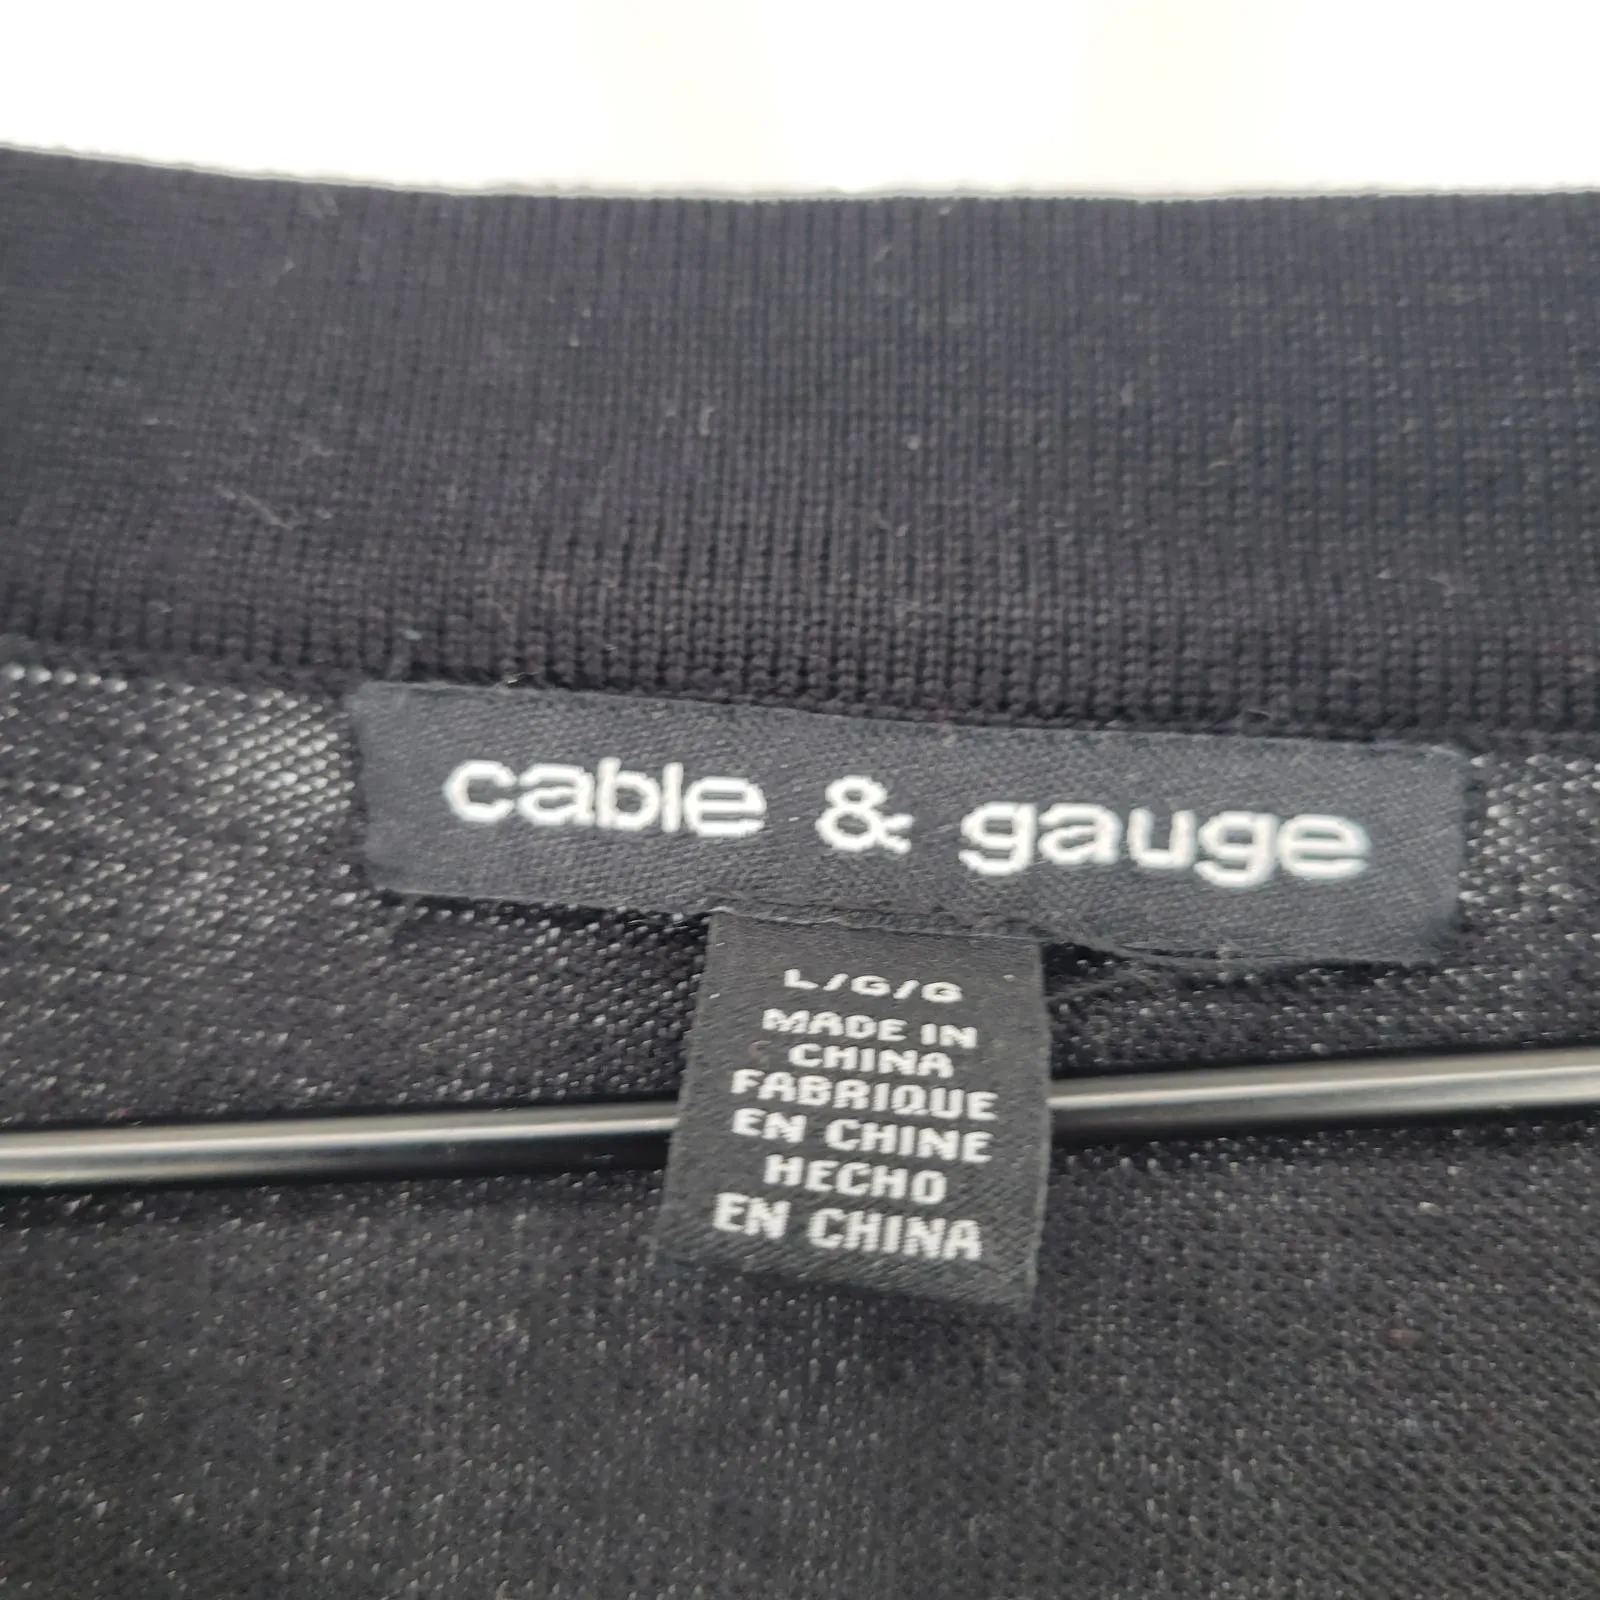 cable & gauge
L/G/G
MADE IN
CHINA
FABRIQUE
EN CHINE
HECHO
EN CHINA